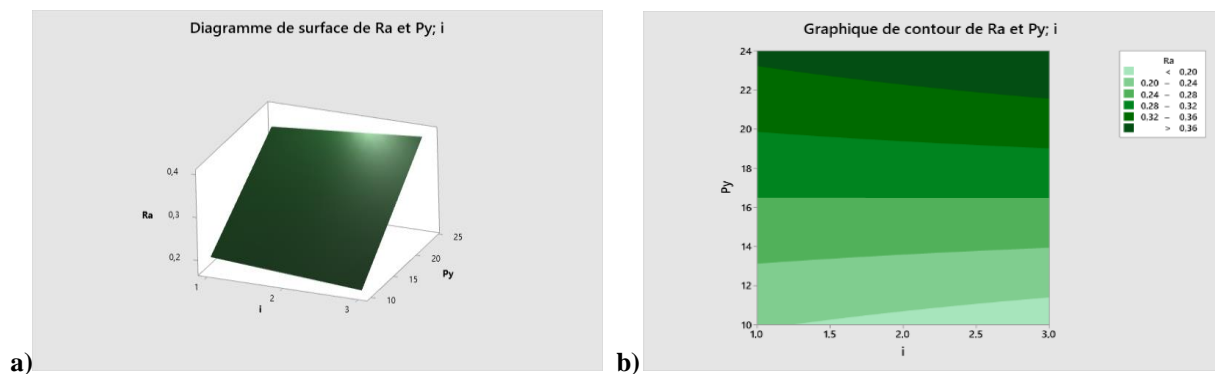 Diagramme de surface de Ra et Py; i
0,4
Ra 0,3
0,2
1
2
3
i
10
15
20
25
Py
a)
Graphique de contour de Ra et Py; i
24
22
20
18
16
14
12
10
Py
1.0 1.5 2.0 2.5 3.0
i
Ra
< 0.20
0.20 – 0.24
0.24 – 0.28
0.28 – 0.32
0.32 – 0.36
> 0.36
b)